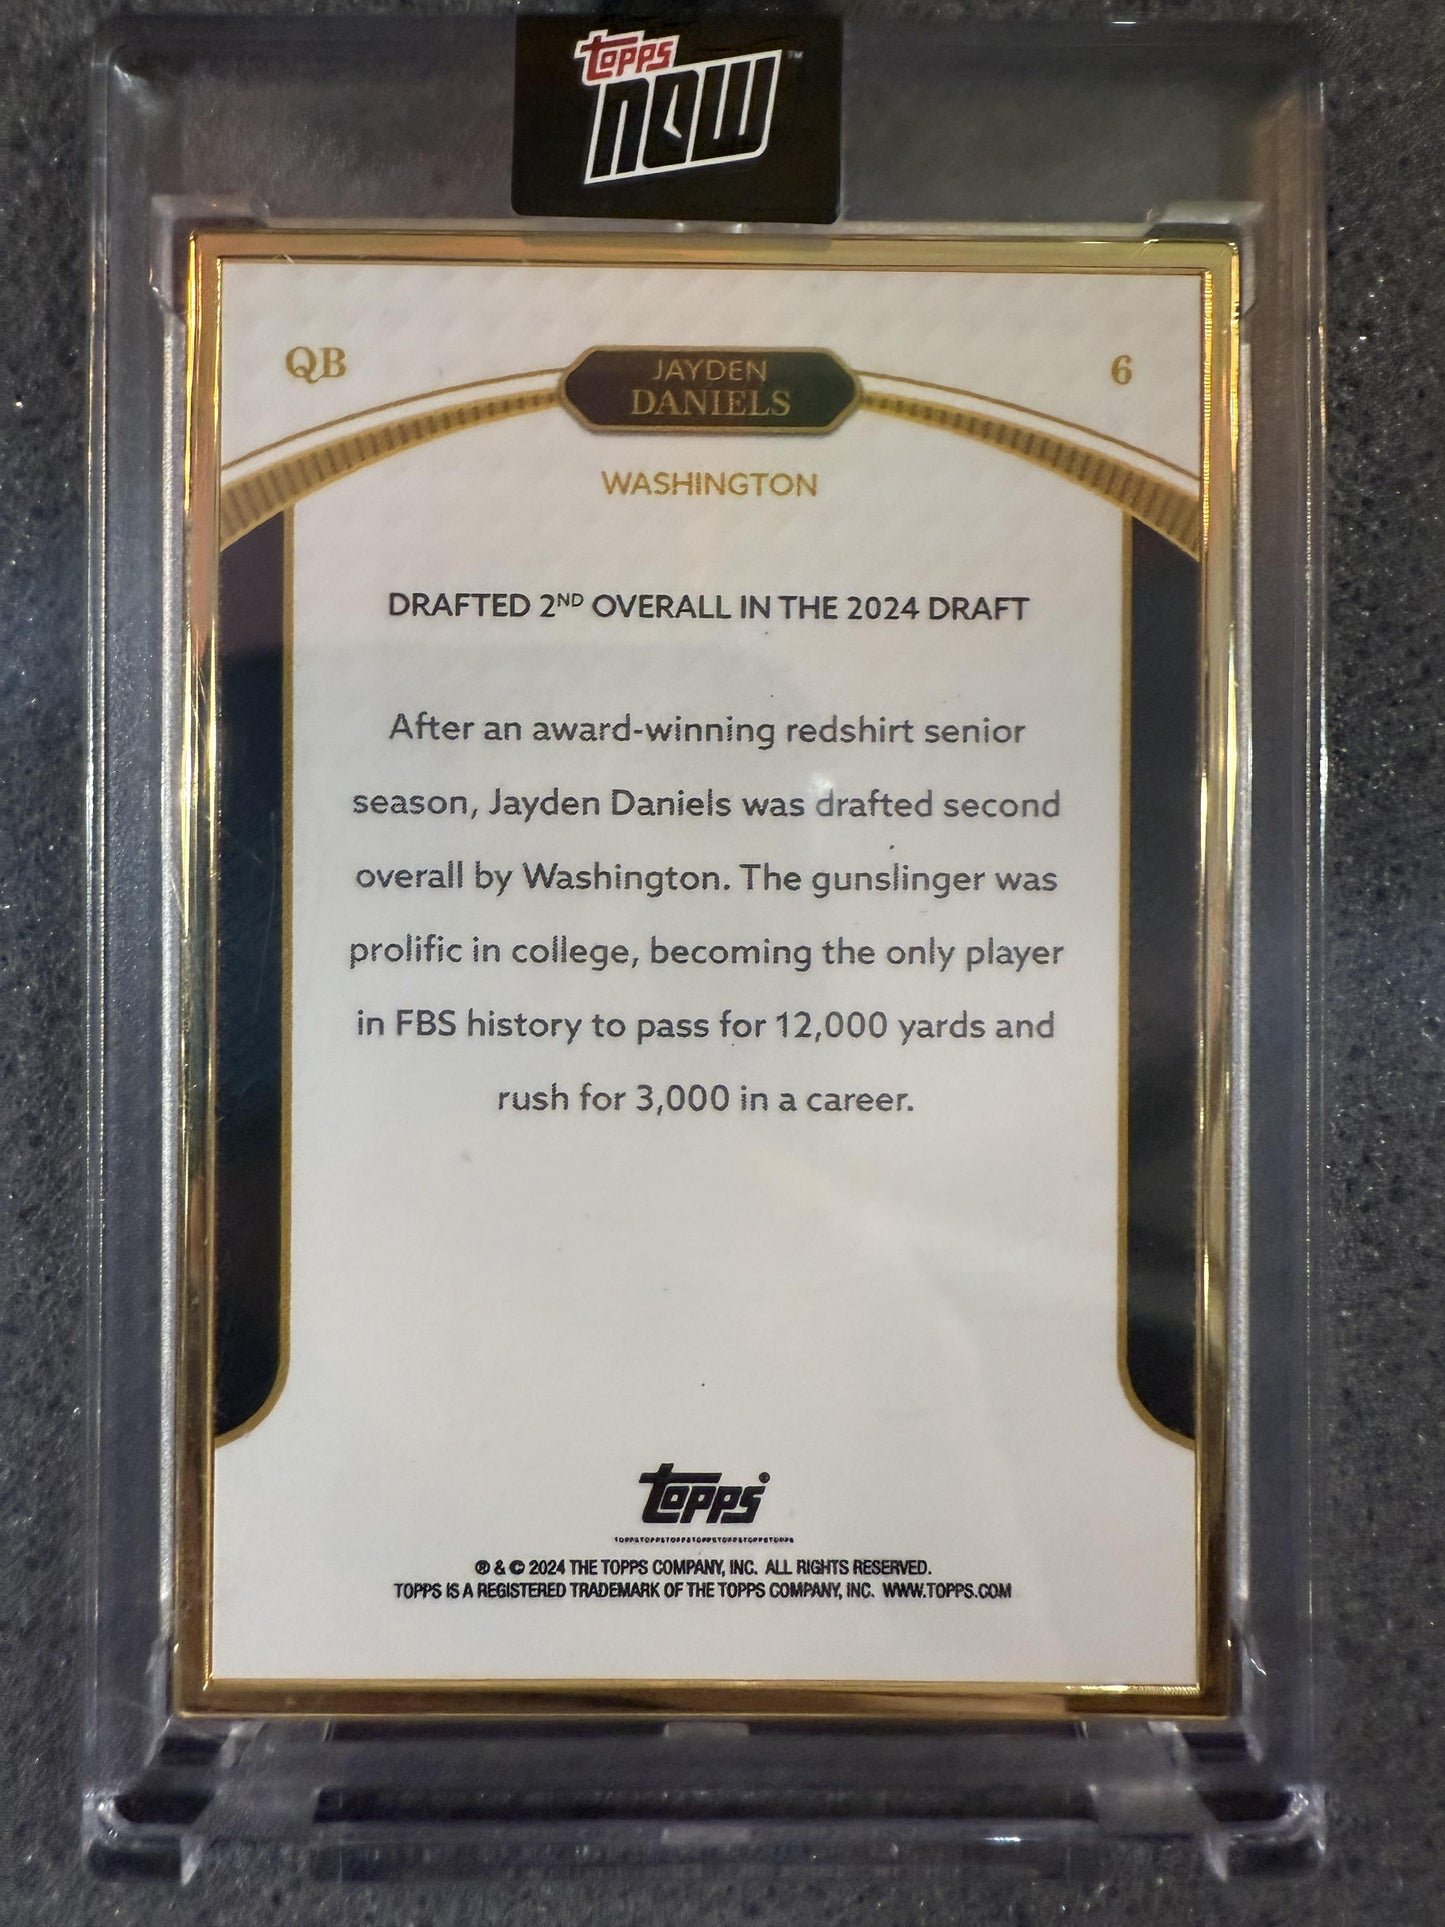 topps
now™
QB
JAYDEN
6
DANIELS
WASHINGTON
DRAFTED 2ND OVERALL IN THE 2024 DRAFT
After an award-winning redshirt senior
season, Jayden Daniels was drafted second
overall by Washington. The gunslinger was
prolific in college, becoming the only player
in FBS history to pass for 12,000 yards and
rush for 3,000 in a career.
topps®
TOPPSTOPPSTOPPSTOPPSTOPPSTOPPSTOPPS
® & © 2024 THE TOPPS COMPANY, INC. ALL RIGHTS RESERVED.
TOPPS IS A REGISTERED TRADEMARK OF THE TOPPS COMPANY, INC. WWW.TOPPS.COM